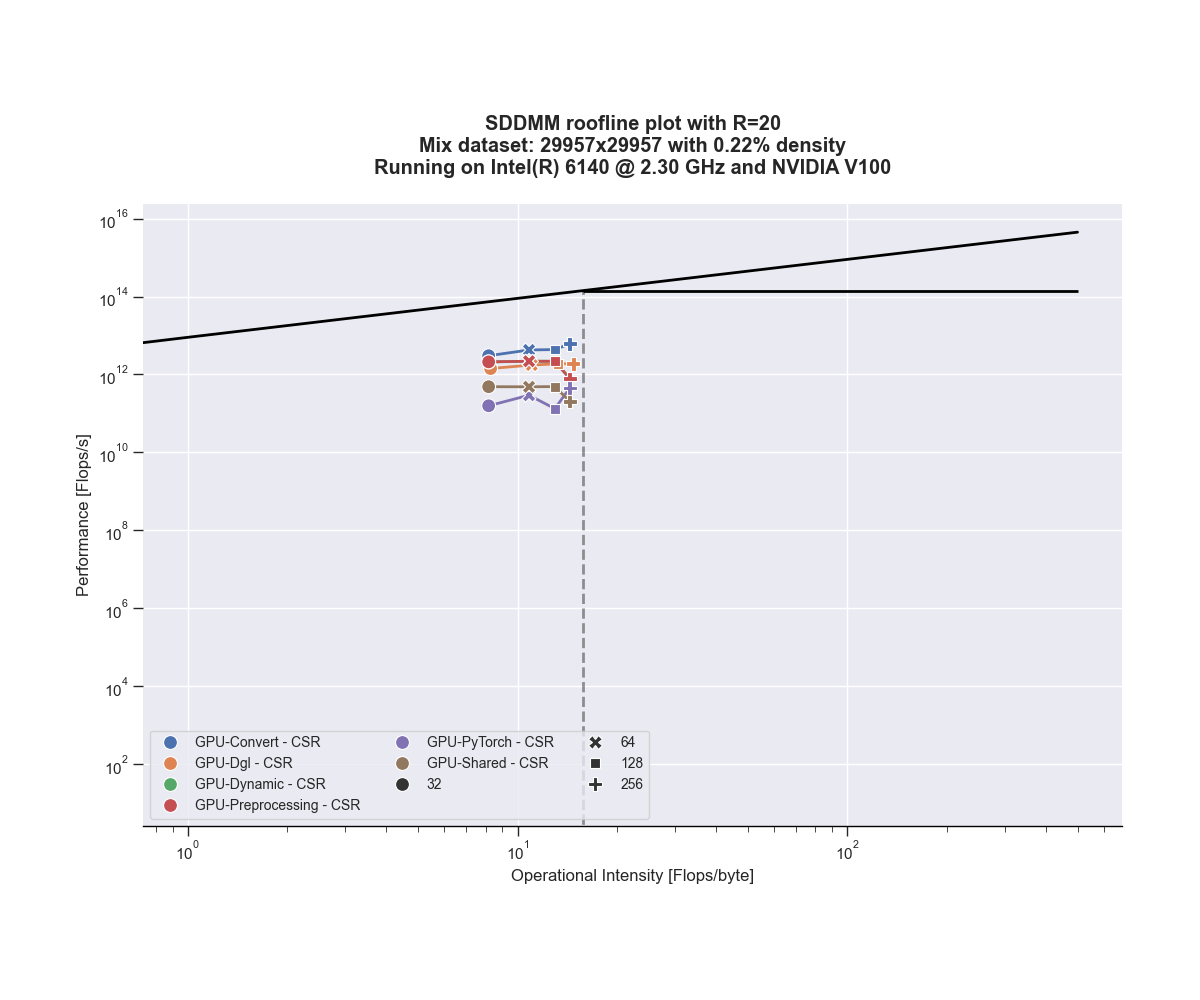 SDDMM roofline plot with R=20
Mix dataset: 29957x29957 with 0.22% density
Running on Intel(R) 6140 @ 2.30 GHz and NVIDIA V100
Performance [Flops/s]
10^16
10^14
10^12
10^10
10^8
10^6
10^4
10^2
GPU-Convert - CSR
GPU-Dgl - CSR
GPU-Dynamic - CSR
GPU-Preprocessing - CSR
GPU-PyTorch - CSR
GPU-Shared - CSR
32
64
128
256
10^0
10^1
10^2
Operational Intensity [Flops/byte]